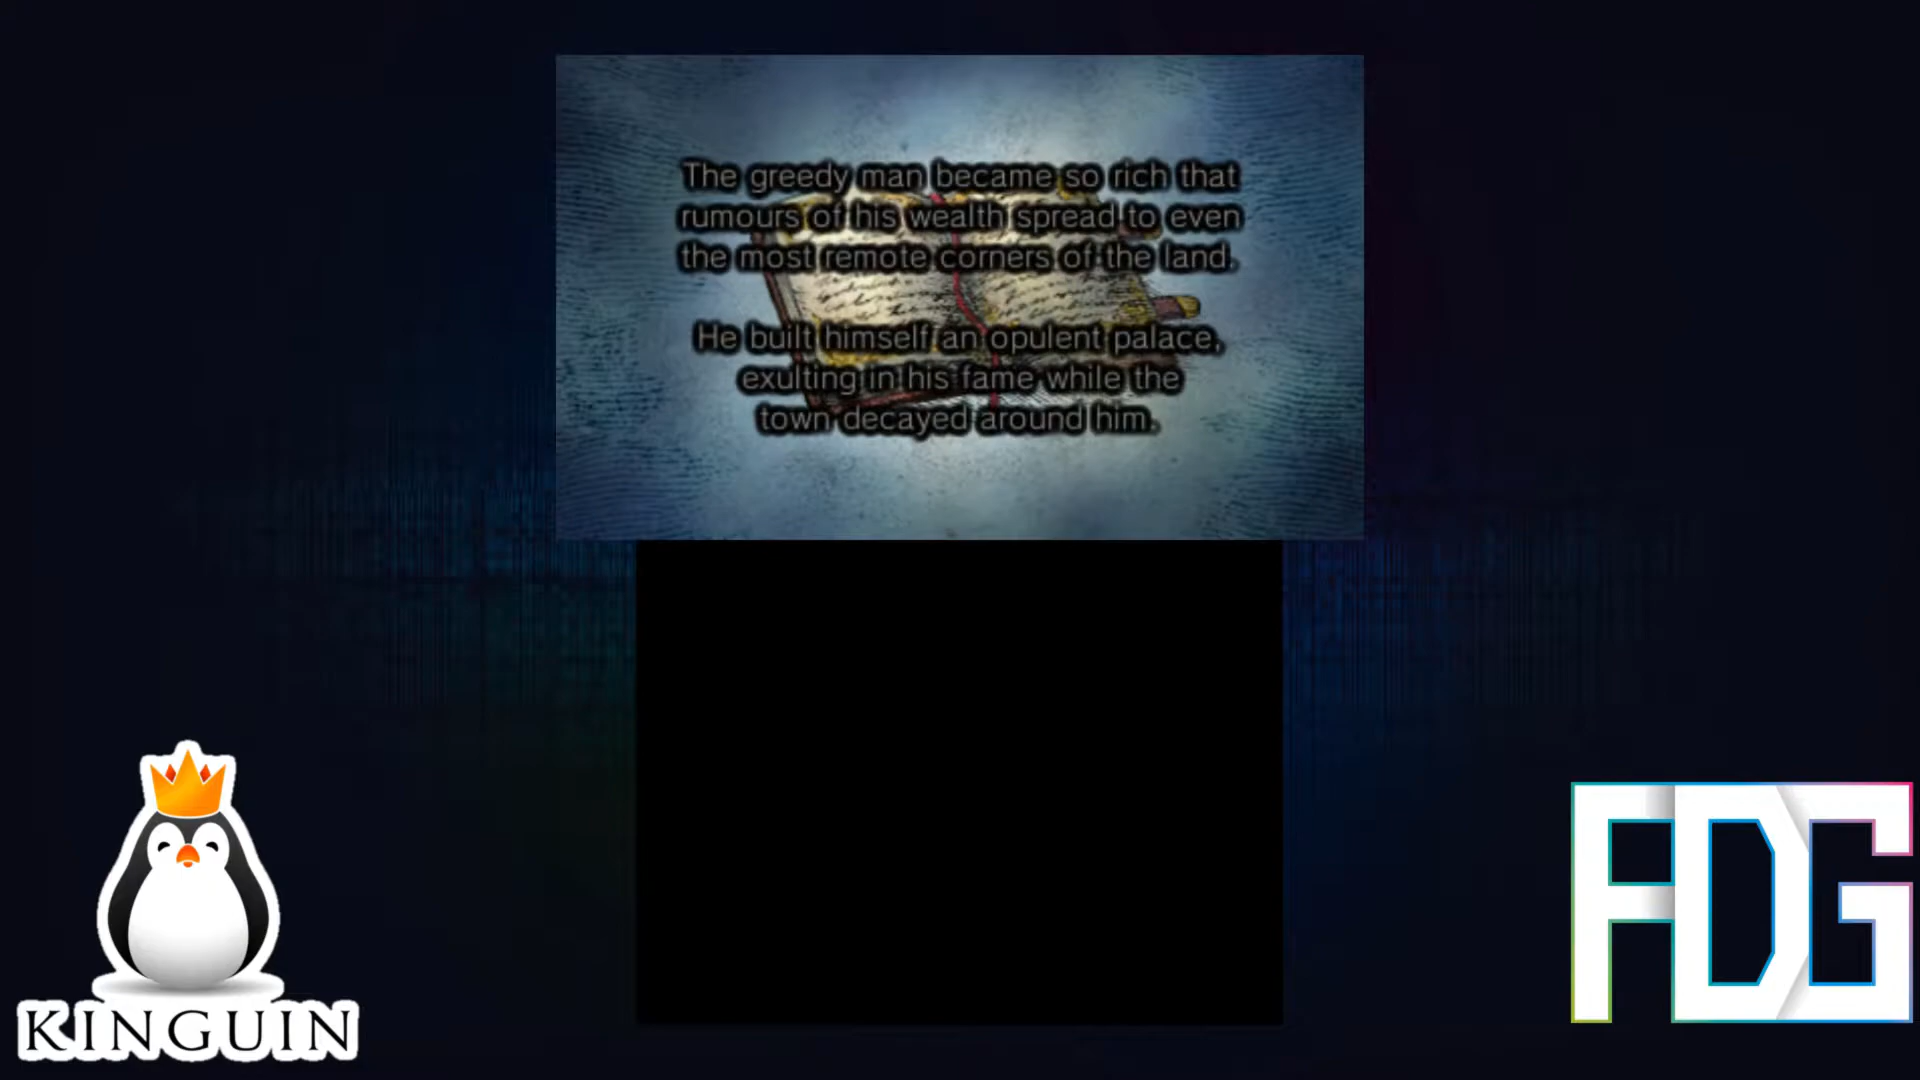 The greedy man became so rich that
rumours of his wealth spread to even
the most remote corners of the land.
He built himself an opulent palace,
exulting in his fame while the
town decayed around him.
KINGUIN
FDG